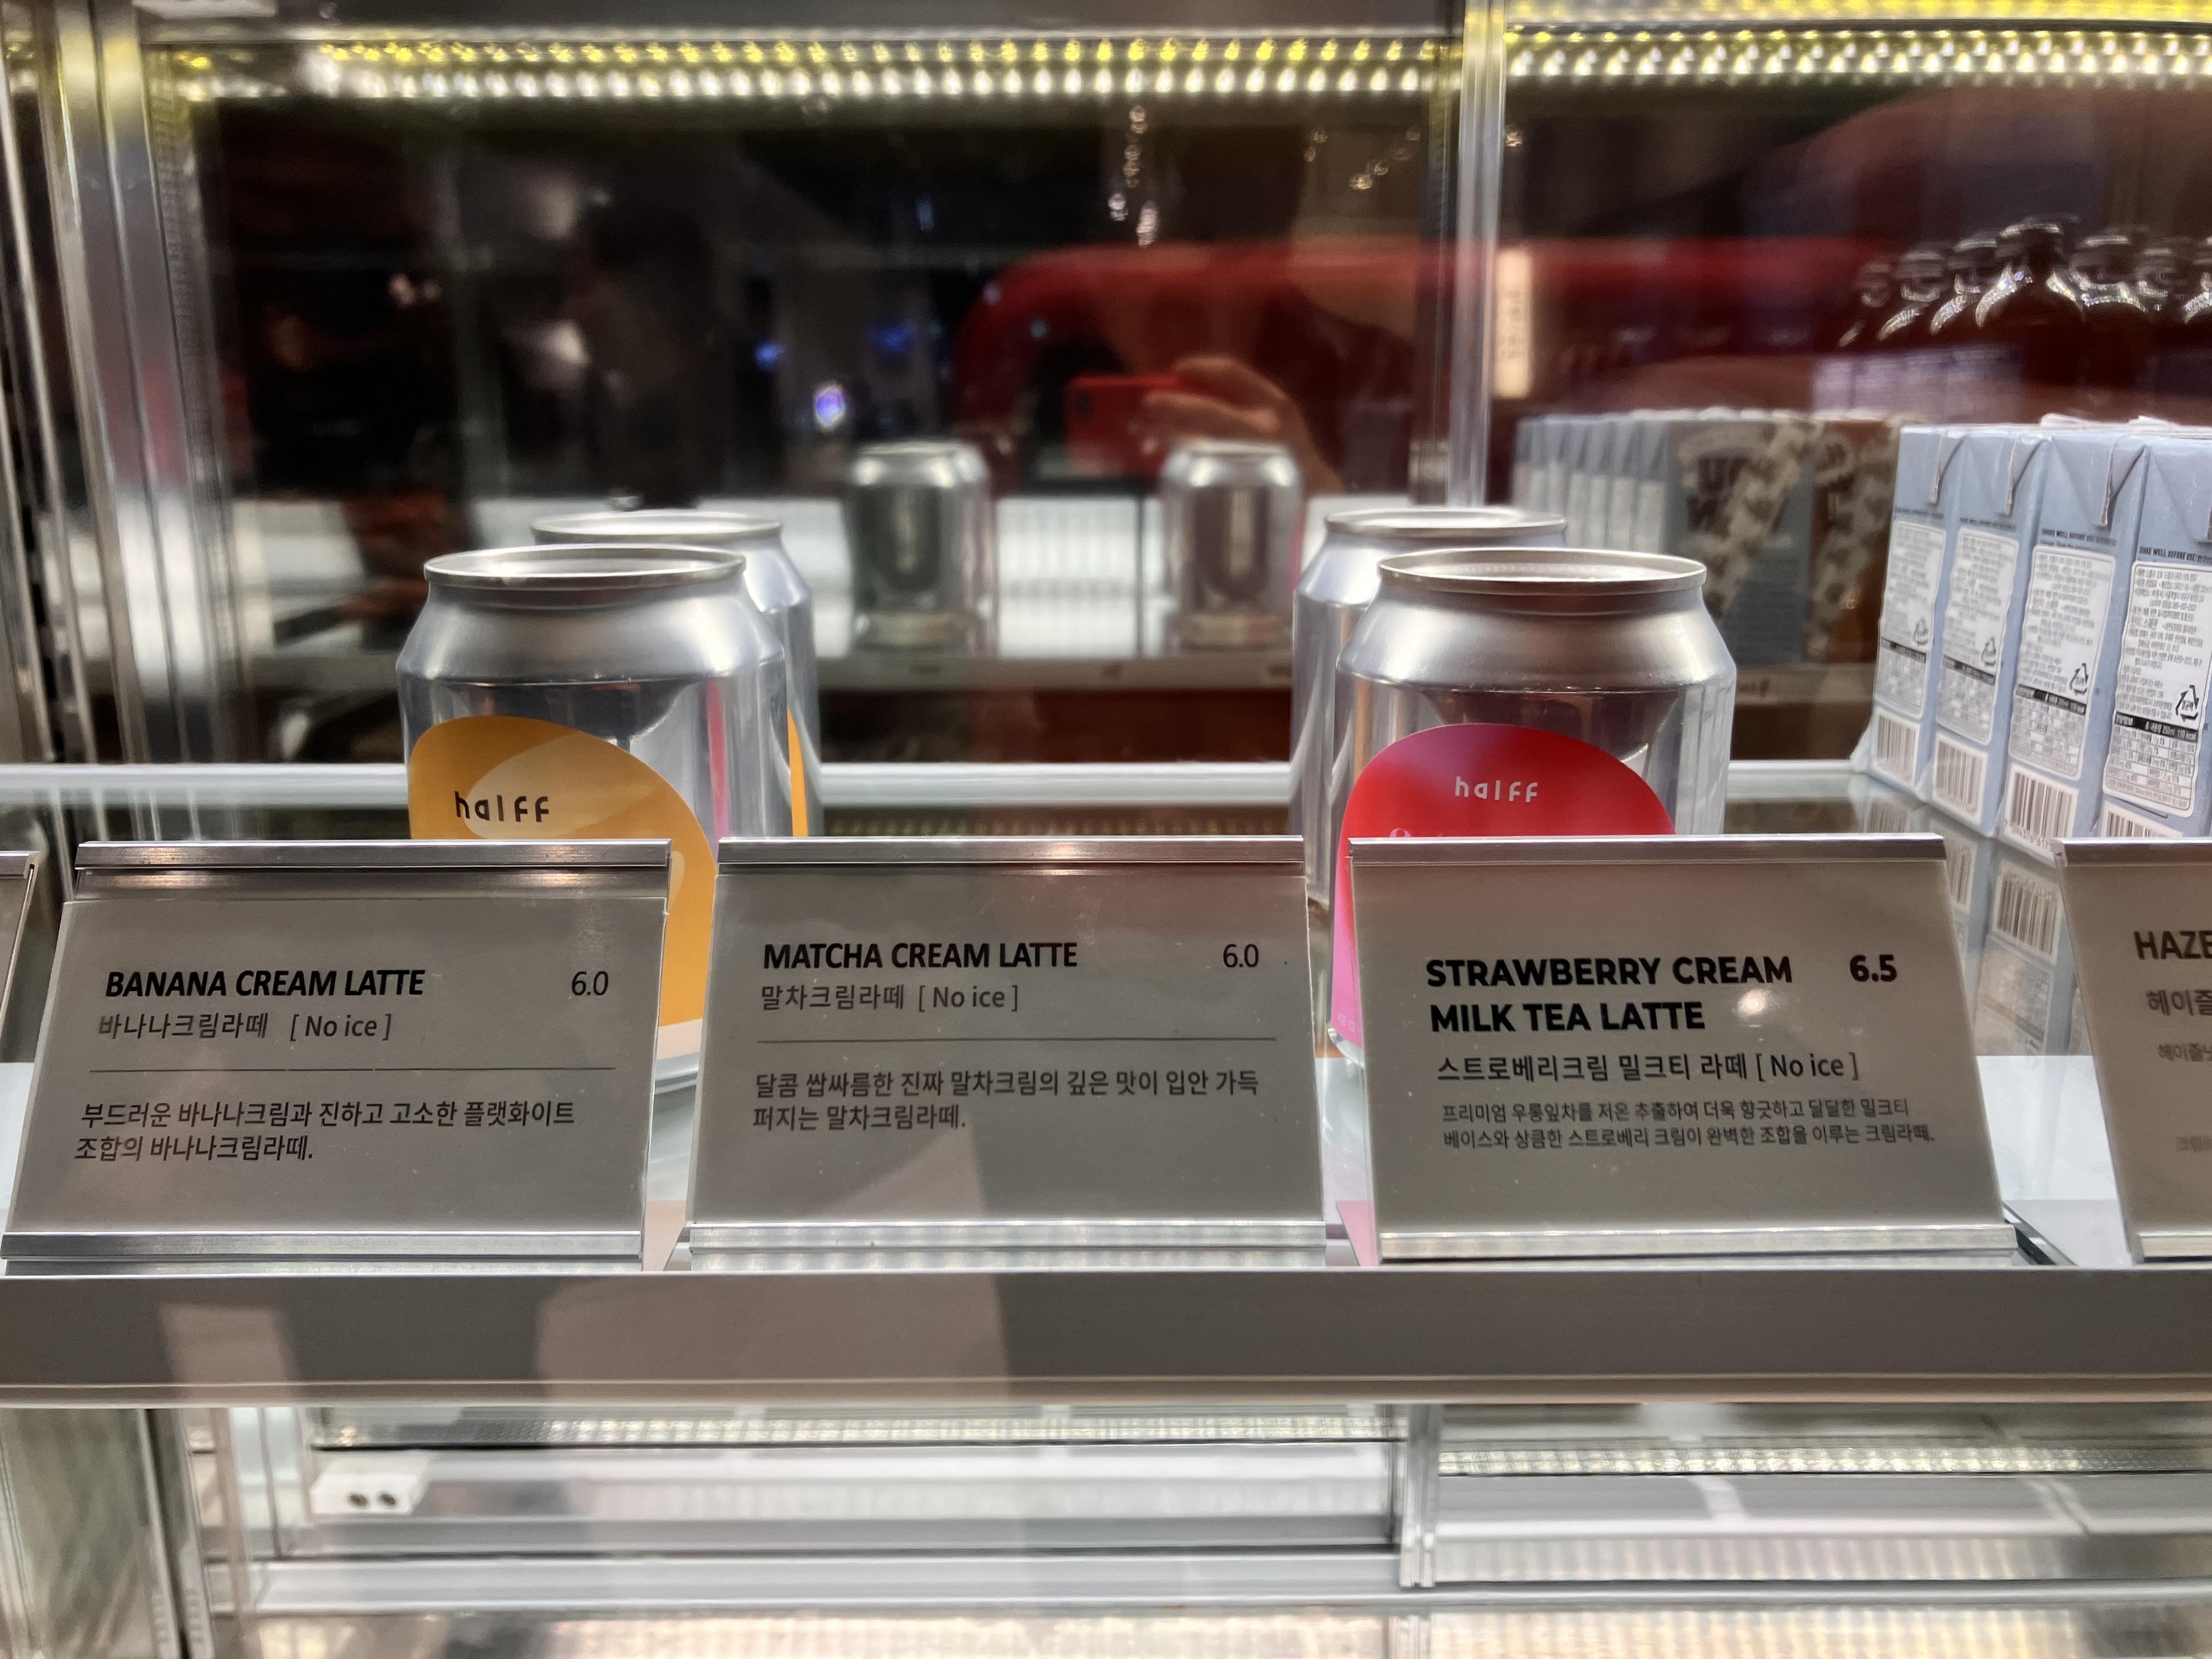 halff
halff
BANANA CREAM LATTE 6.0
바나나크림라떼 [ No ice ]
부드러운 바나나크림과 진하고 고소한 플랫화이트
조합의 바나나크림라떼.
MATCHA CREAM LATTE 6.0
말차크림라떼 [ No ice ]
달콤 쌉싸름한 진짜 말차크림의 깊은 맛이 입안 가득
퍼지는 말차크림라떼.
STRAWBERRY CREAM 6.5
MILK TEA LATTE
스트로베리크림 밀크티 라떼 [ No ice ]
프리미엄 우롱잎차를 저온 추출하여 더욱 향긋하고 달달한 밀크티
베이스와 상큼한 스트로베리 크림이 완벽한 조합을 이루는 크림라떼.
HAZE
헤이즐
헤이즐넛